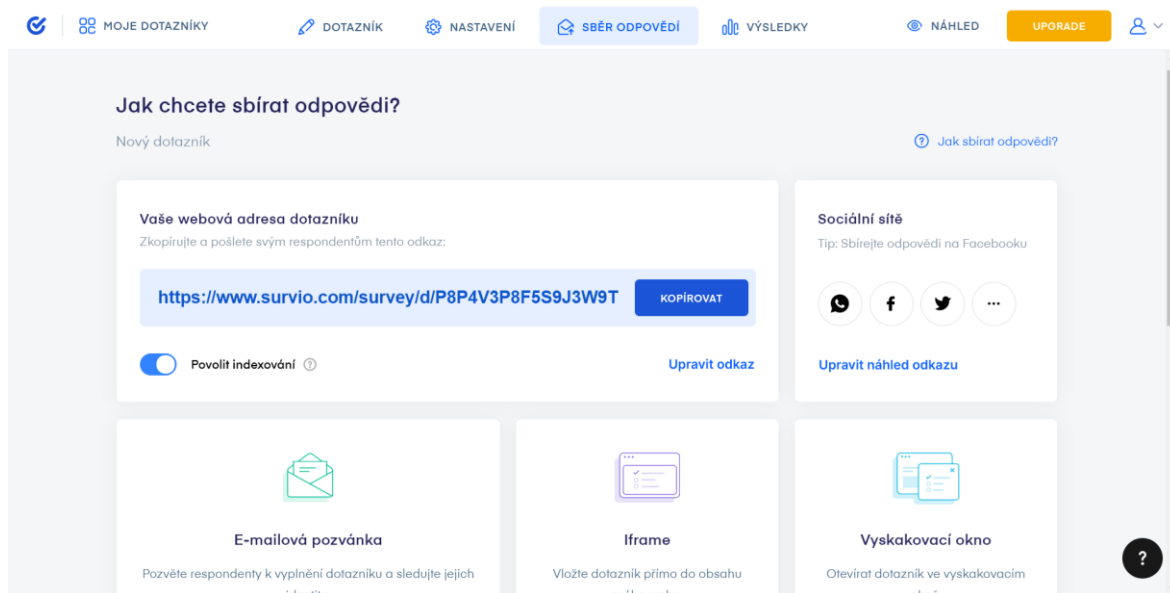 MOJE DOTAZNÍKY
DOTAZNÍK
NASTAVENÍ
SBĚR ODPOVĚDÍ
VÝSLEDKY
NÁHLED
UPGRADE
Jak chcete sbírat odpovědi?
Nový dotazník
Jak sbírat odpovědi?
Vaše webová adresa dotazníku
Zkopírujte a pošlete svým respondentům tento odkaz:
https://www.survio.com/survey/d/P8P4V3P8F5S9J3W9T
KOPÍROVAT
Povolit indexování
Upravit odkaz
Sociální sítě
Tip: Sbírejte odpovědi na Facebooku
Upravit náhled odkazu
E-mailová pozvánka
Pozvěte respondenty k vyplnění dotazníku a sledujte jejich
Iframe
Vložte dotazník přímo do obsahu
Vyskakovací okno
Otevírat dotazník ve vyskakovacím